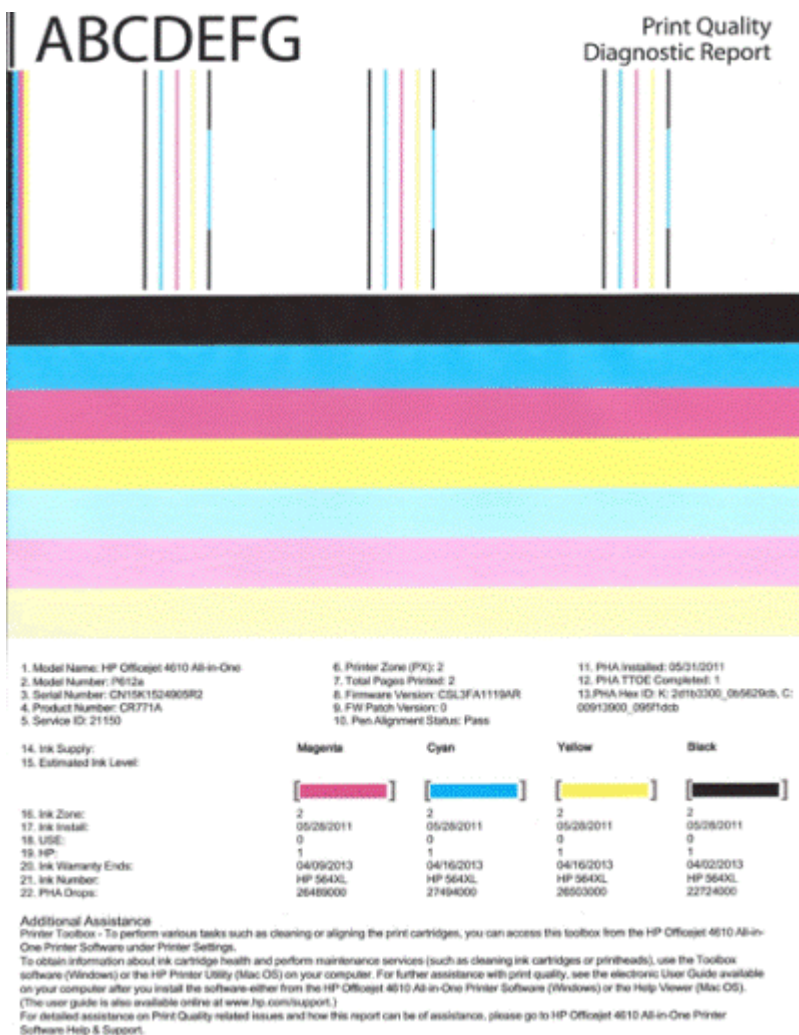 ABCDEFG
Print Quality
Diagnostic Report
1. Model Name: HP Officejet 4610 All-in-One
2. Model Number: P612a
3. Serial Number: CN15K1524905R2
4. Product Number: CR771A
5. Service ID: 21150
6. Printer Zone (PX): 2
7. Total Pages Printed: 2
8. Firmware Version: CSL3FA1119AR
9. FW Patch Version: 0
10. Pen Alignment Status: Pass
11. PHA Installed: 05/31/2011
12. PHA TTOE Completed: 1
13.PHA Hex ID: K: 2d1b3300_0b5629cb, C:
00913900_095f1dcb
14. Ink Supply: Magenta Cyan Yellow Black
15. Estimated Ink Level:
16. Ink Zone: 2 2 2 2
17. Ink Install: 05/28/2011 05/28/2011 05/28/2011 05/28/2011
18. USE: 0 0 0 0
19. HP: 1 1 1 1
20. Ink Warranty Ends: 04/09/2013 04/16/2013 04/16/2013 04/02/2013
21. Ink Number: HP 564XL HP 564XL HP 564XL HP 564XL
22. PHA Drops: 26489000 27494000 26503000 22724000
Additional Assistance
Printer Toolbox - To perform various tasks such as cleaning or aligning the print cartridges, you can access this toolbox from the HP Officejet 4610 All-in-
One Printer Software under Printer Settings.
To obtain information about ink cartridge health and perform maintenance services (such as cleaning ink cartridges or printheads), use the Toolbox
software (Windows) or the HP Printer Utility (Mac OS) on your computer. For further assistance with print quality, see the electronic User Guide available
on your computer after you install the software-either from the HP Officejet 4610 All-in-One Printer Software (Windows) or the Help Viewer (Mac OS).
(The user guide is also available online at www.hp.com/support.)
For detailed assistance on Print Quality related issues and how this report can be of assistance, please go to HP Officejet 4610 All-in-One Printer
Software Help & Support.